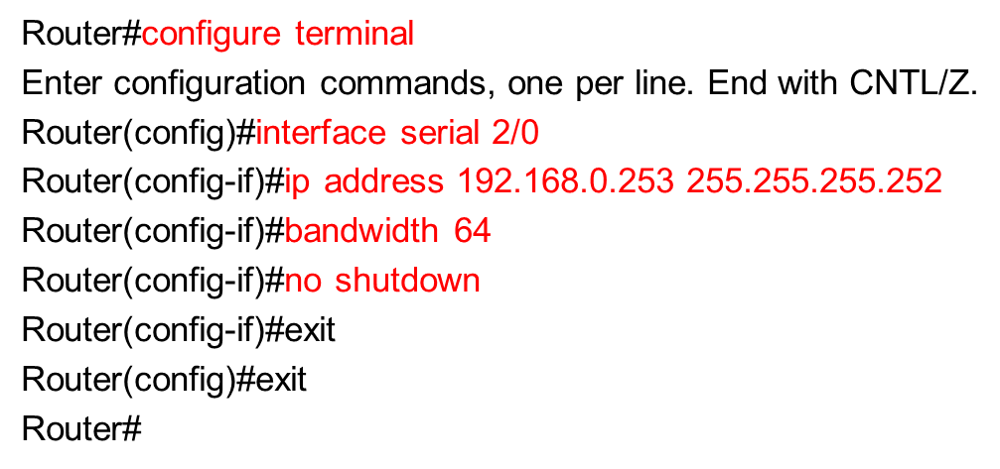 Router#configure terminal
Enter configuration commands, one per line. End with CNTL/Z.
Router(config)#interface serial 2/0
Router(config-if)#ip address 192.168.0.253 255.255.255.252
Router(config-if)#bandwidth 64
Router(config-if)#no shutdown
Router(config-if)#exit
Router(config)#exit
Router#